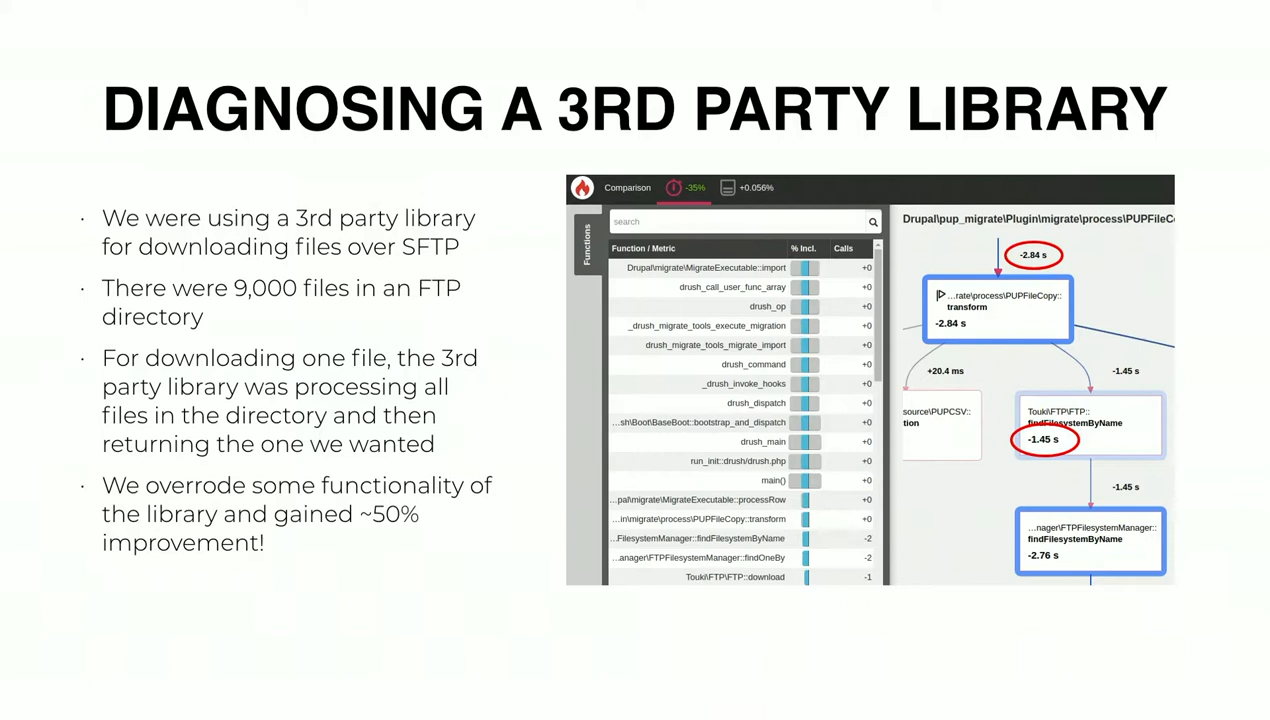 DIAGNOSING A 3RD PARTY LIBRARY
· We were using a 3rd party library
for downloading files over SFTP
· There were 9,000 files in an FTP
directory
· For downloading one file, the 3rd
party library was processing all
files in the directory and then
returning the one we wanted
· We overrode some functionality of
the library and gained ~50%
improvement!
Comparison -35% +0.056%
Functions
search
Function / Metric % Incl. Calls
Drupal\migrate\MigrateExecutable::import +0
drush_call_user_func_array +0
drush_op +0
_drush_migrate_tools_execute_migration +0
drush_migrate_tools_migrate_import +0
drush_command +0
_drush_invoke_hooks +0
drush_dispatch +0
...sh\Boot\BaseBoot::bootstrap_and_dispatch +0
drush_main +0
run_init::drush/drush.php +0
main() +0
...pal\migrate\MigrateExecutable::processRow +0
...in\migrate\process\PUPFileCopy::transform +0
...FilesystemManager::findFilesystemByName -2
...anager\FTPFilesystemManager::findOneBy -2
Touki\FTP\FTP::download -1
Drupal\pup_migrate\Plugin\migrate\process\PUPFileC
-2.84 s
...rate\process\PUPFileCopy::
transform
-2.84 s
+20.4 ms
-1.45 s
source\PUPCSV::
tion
Touki\FTP\FTP::
findFilesystemByName
-1.45 s
-1.45 s
...nager\FTPFilesystemManager::
findFilesystemByName
-2.76 s